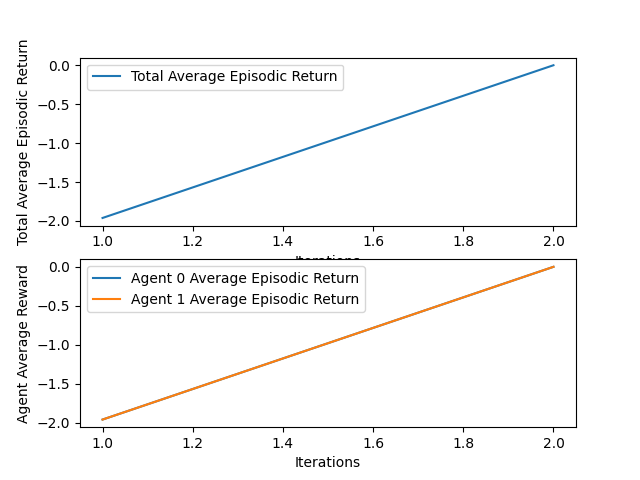 Total Average Episodic Return
0.0
−0.5
−1.0
−1.5
−2.0
Total Average Episodic Return
1.0 1.2 1.4 1.6 1.8 2.0
Iterations
Agent Average Reward
0.0
−0.5
−1.0
−1.5
−2.0
Agent 0 Average Episodic Return
Agent 1 Average Episodic Return
1.0 1.2 1.4 1.6 1.8 2.0
Iterations